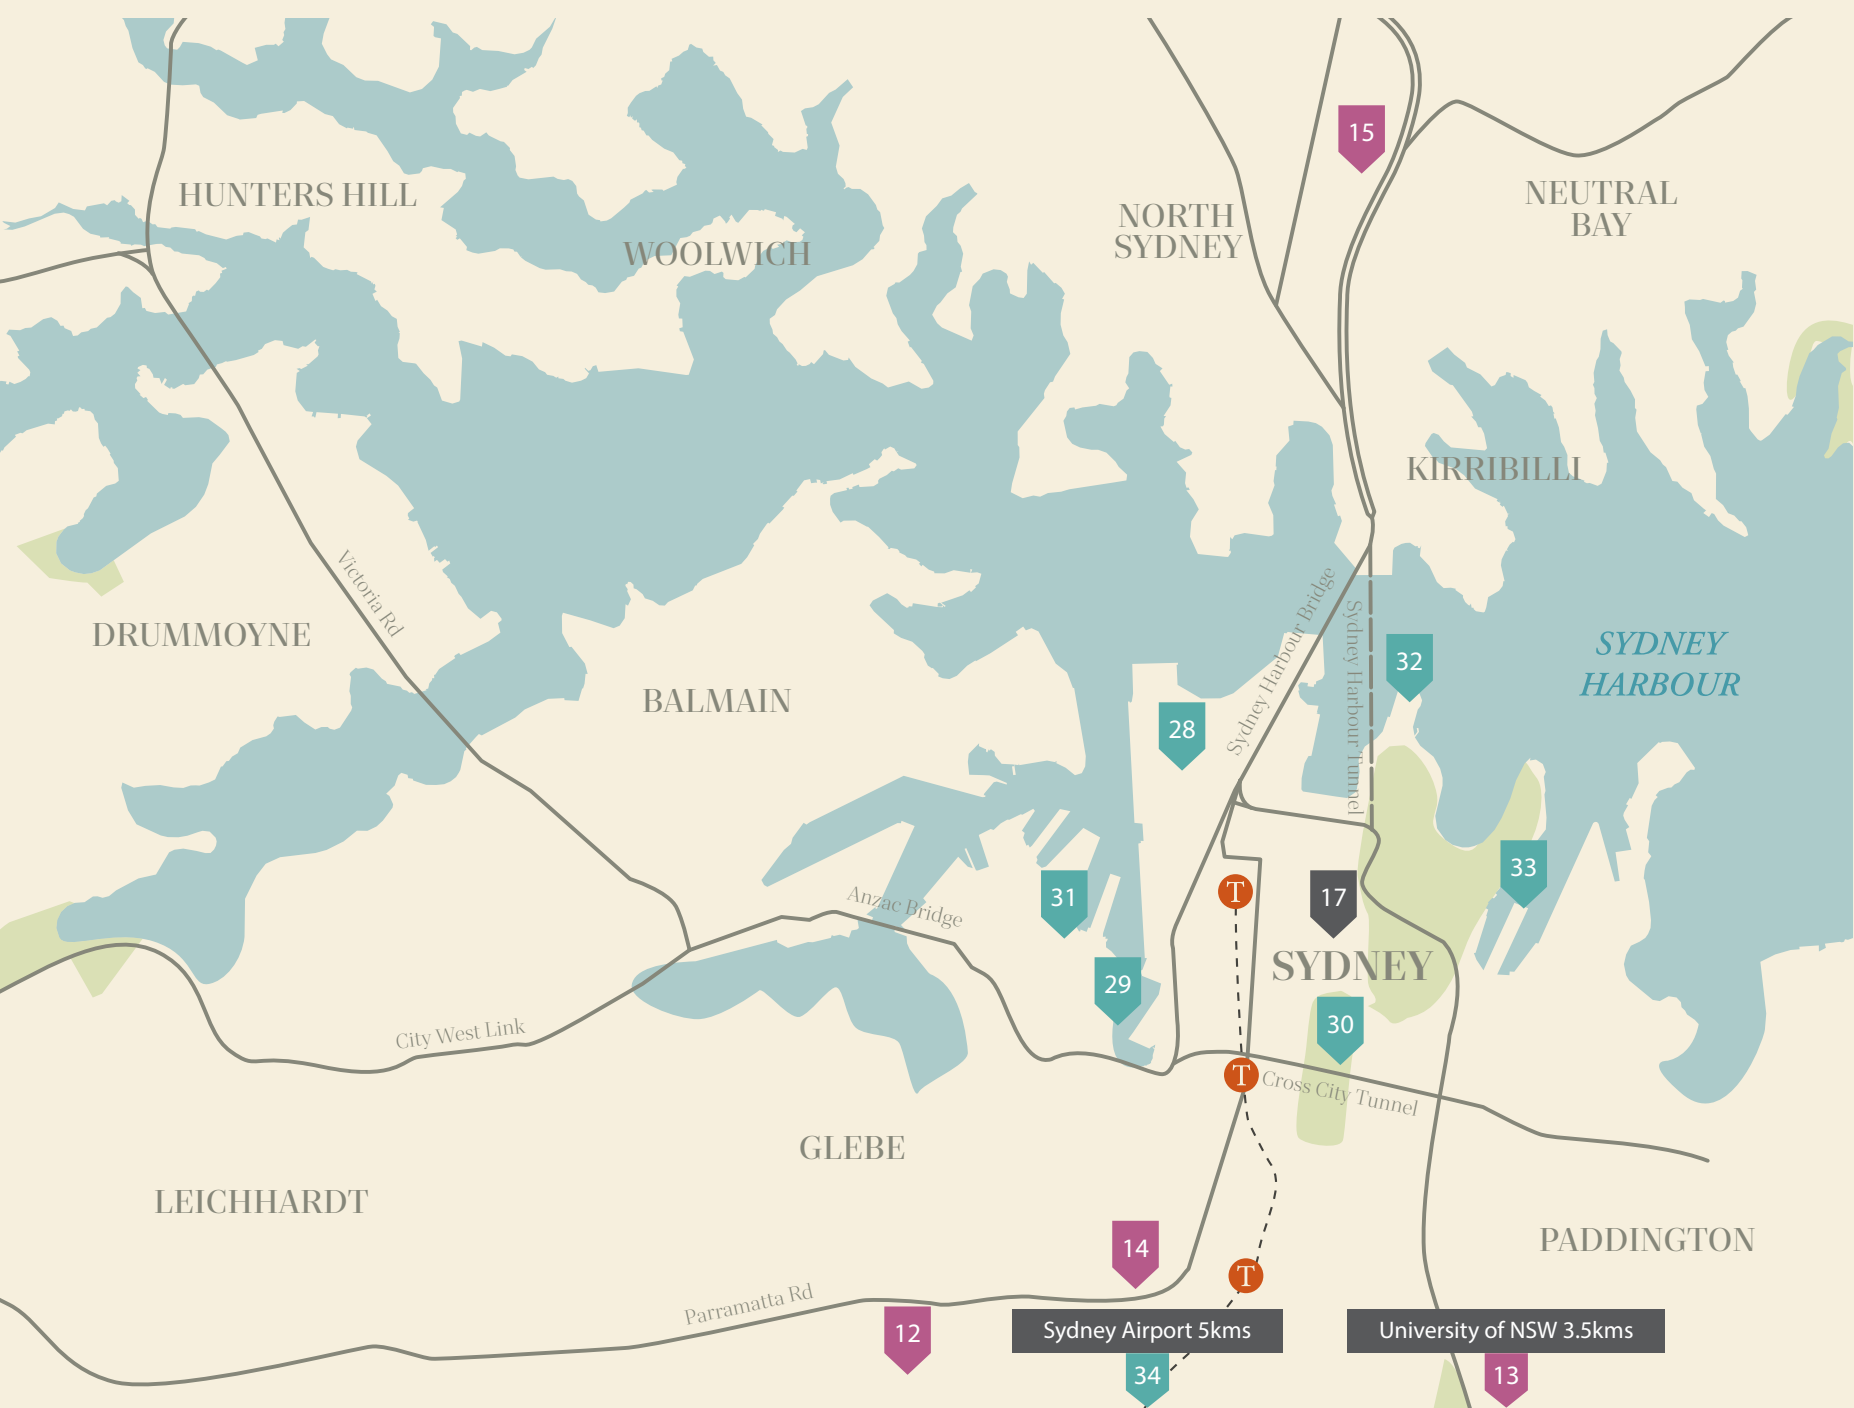 15
HUNTERS HILL
NEUTRAL
BAY
NORTH
SYDNEY
WOOLWICH
KIRRIBILLI
Victoria Rd
DRUMMOYNE
SYDNEY
HARBOUR
32
Sydney Harbour Bridge
Sydney Harbour Tunnel
BALMAIN
28
33
31
Anzac Bridge
T
17
SYDNEY
29
30
City West Link
T
Cross City Tunnel
GLEBE
LEICHHARDT
14
PADDINGTON
T
Parramatta Rd
12
Sydney Airport 5kms
University of NSW 3.5kms
34
13